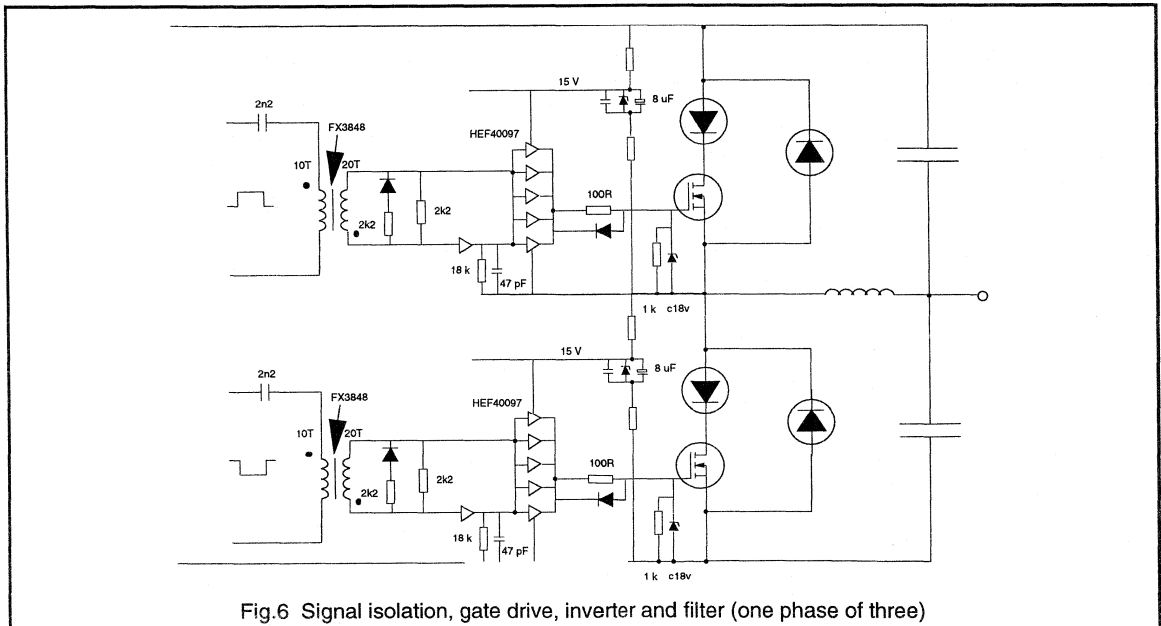 15 V
8 uF
2n2
FX3848
HEF40097
10T
20T
100R
2k2
2k2
18 k
47 pF
1 k
c18v
15 V
8 uF
2n2
FX3848
HEF40097
10T
20T
100R
2k2
2k2
18 k
47 pF
1 k
c18v
Fig.6 Signal isolation, gate drive, inverter and filter (one phase of three)